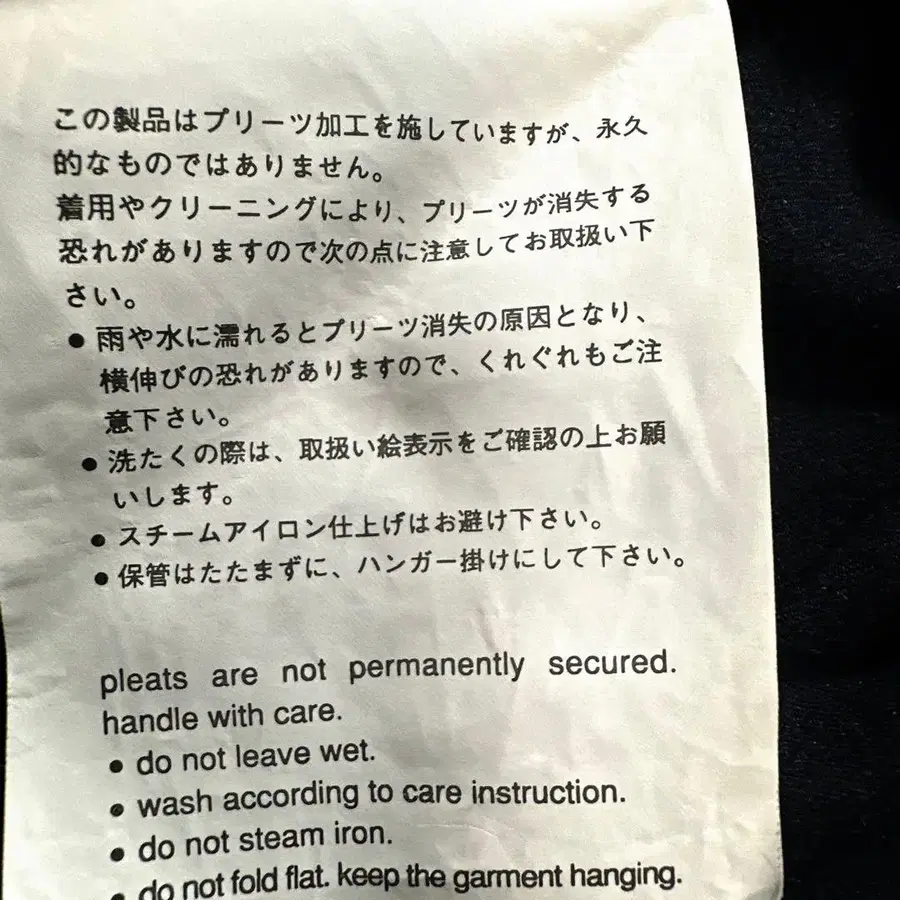 この製品はプリーツ加工を施していますが、永久
的なものではありません。
着用やクリーニングにより、プリーツが消失する
恐れがありますので次の点に注意してお取扱い下
さい。
● 雨や水に濡れるとプリーツ消失の原因となり、
横伸びの恐れがありますので、くれぐれもご注
意下さい。
● 洗たくの際は、取扱い絵表示をご確認の上お願
いします。
● スチームアイロン仕上げはお避け下さい。
● 保管はたたまずに、ハンガー掛けにして下さい。
pleats are not permanently secured.
handle with care.
● do not leave wet.
● wash according to care instruction.
● do not steam iron.
● do not fold flat. keep the garment hanging.